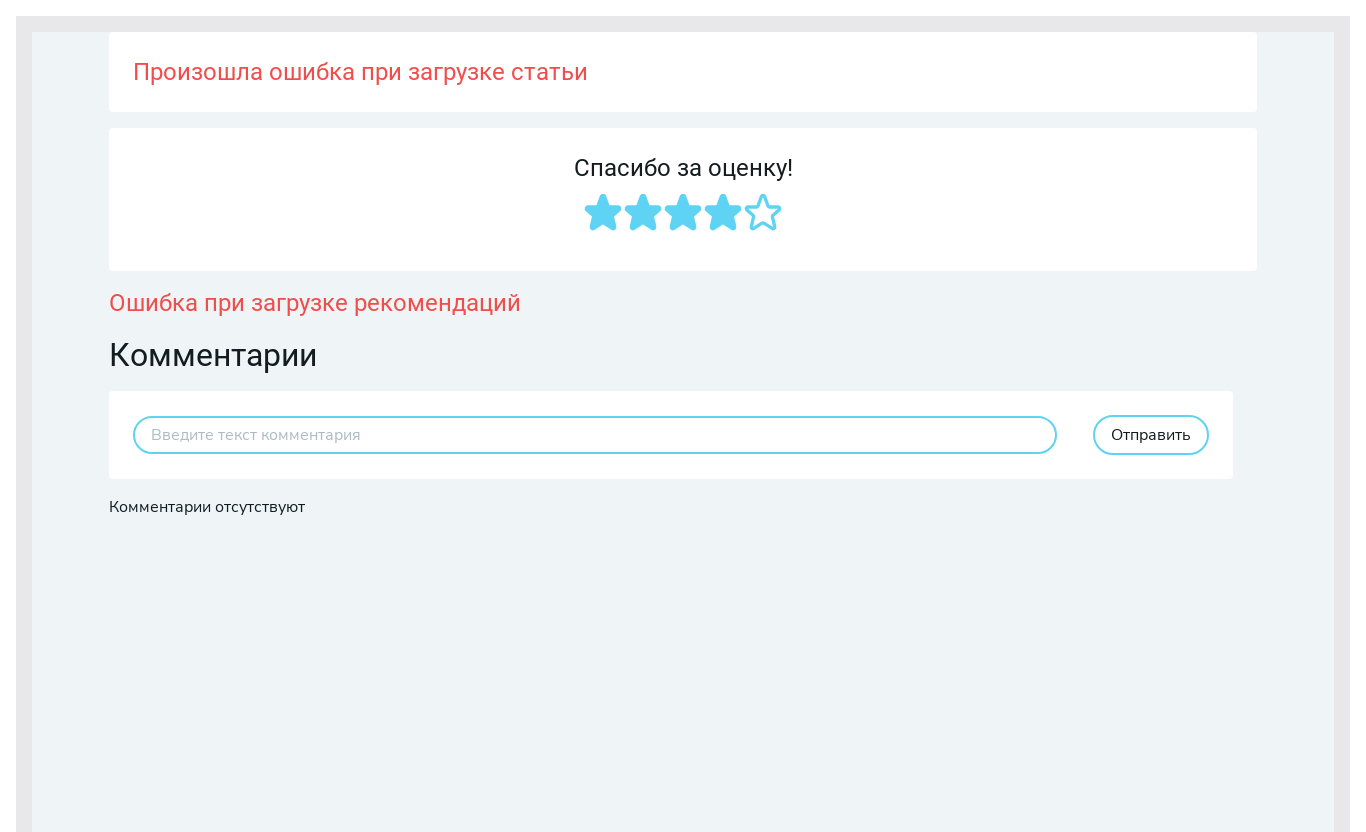 Произошла ошибка при загрузке статьи
Спасибо за оценку!
Ошибка при загрузке рекомендаций
Комментарии
Введите текст комментария
Отправить
Комментарии отсутствуют